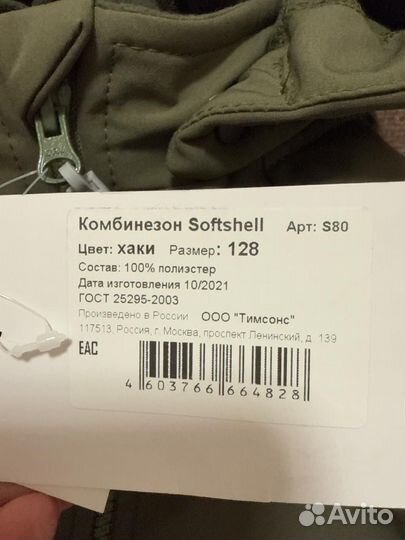 Комбинезон Softshell Арт: S80
Цвет: хаки Размер: 128
Состав: 100% полиэстер
Дата изготовления 10/2021
ГОСТ 25295-2003
Произведено в России ООО "Тимсонс"
117513, Россия, г. Москва, проспект Ленинский, д. 139
EAC
4 603766 664828
Avito